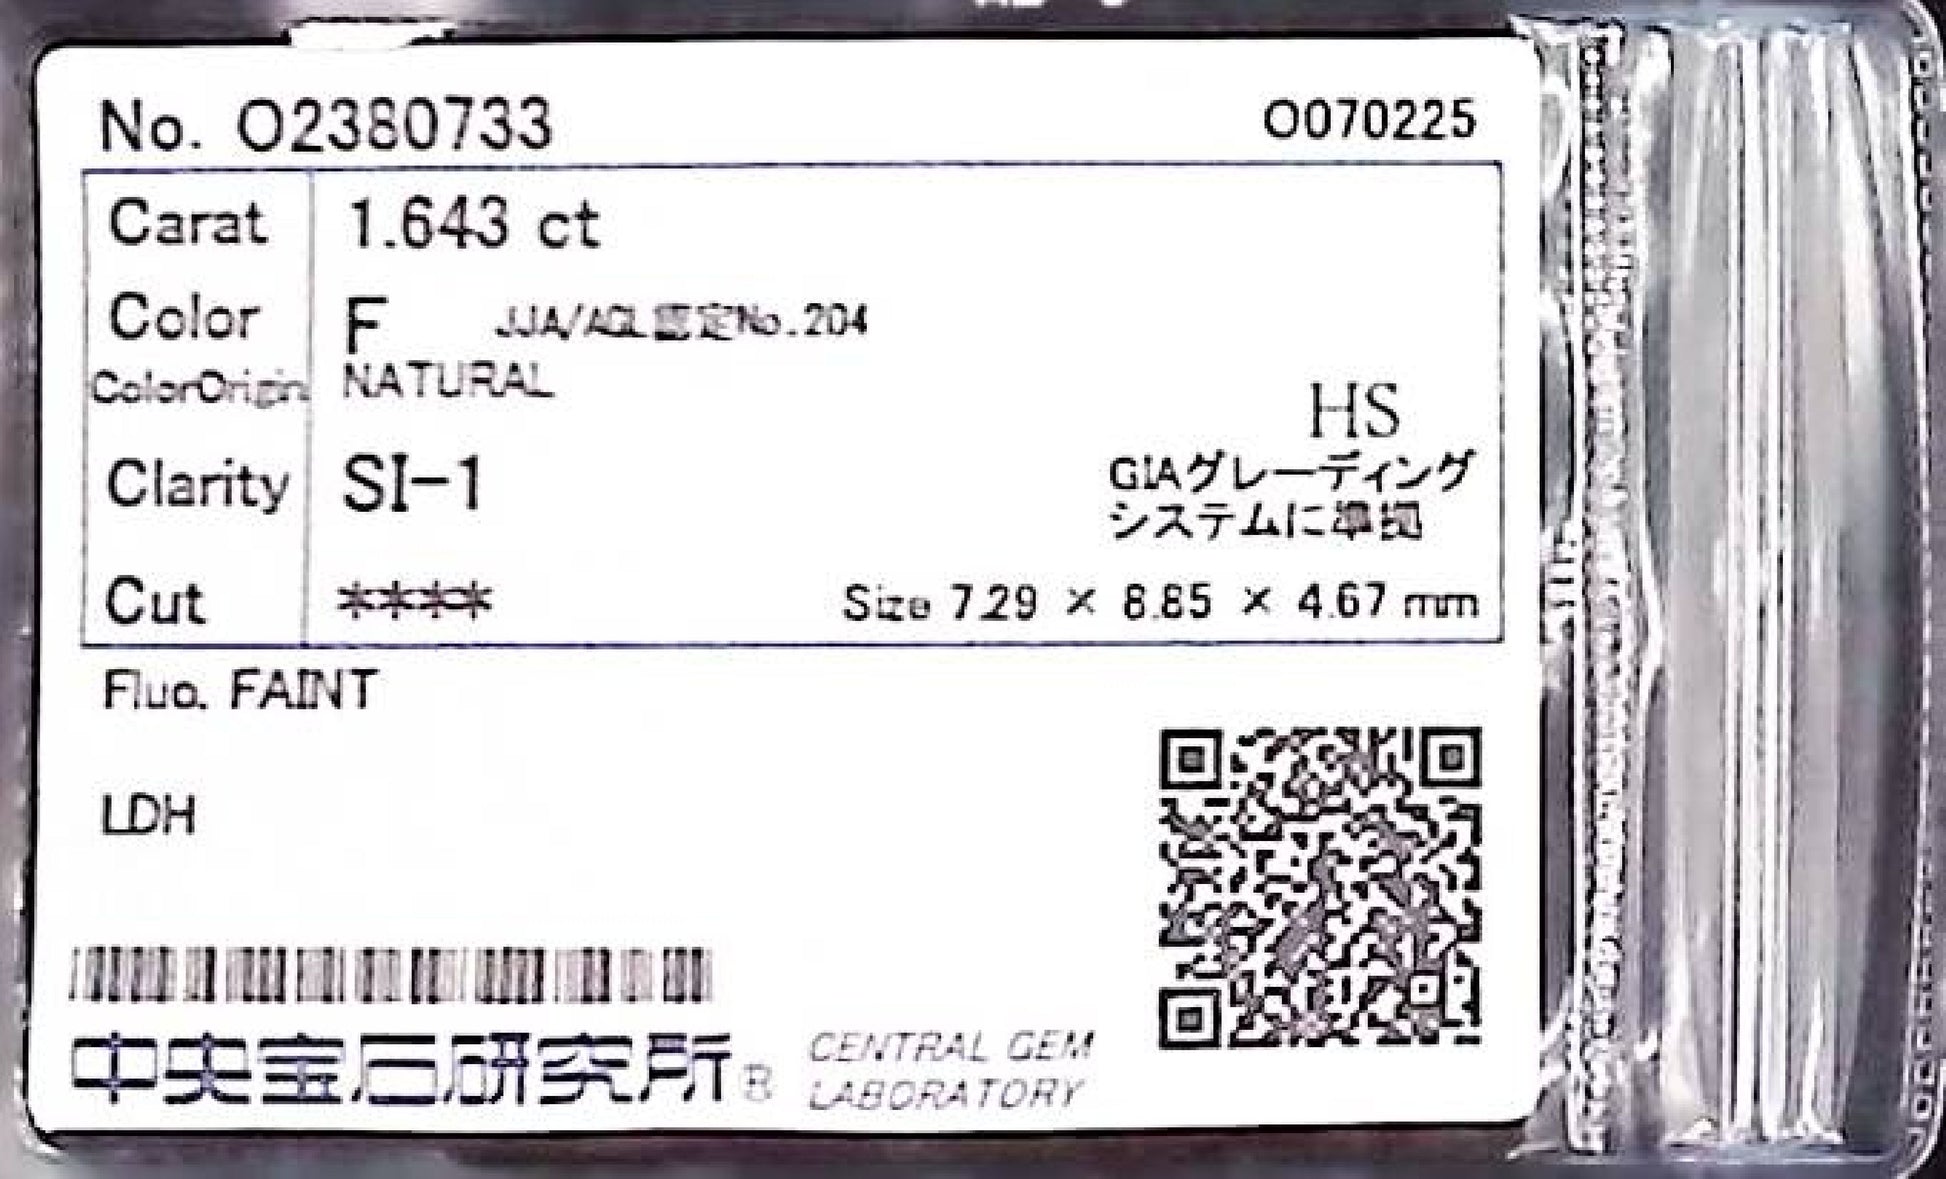 No. O2380733 O070225
Carat 1.643 ct
Color F JJA/AGL認定No.204
ColorOrigin NATURAL
HS
Clarity SI-1
GIAグレーディング
システムに準拠
Cut **** Size 7.29 × 8.85 × 4.67 mm
Fluo. FAINT
LDH
中央宝石研究所® CENTRAL GEM
LABORATORY